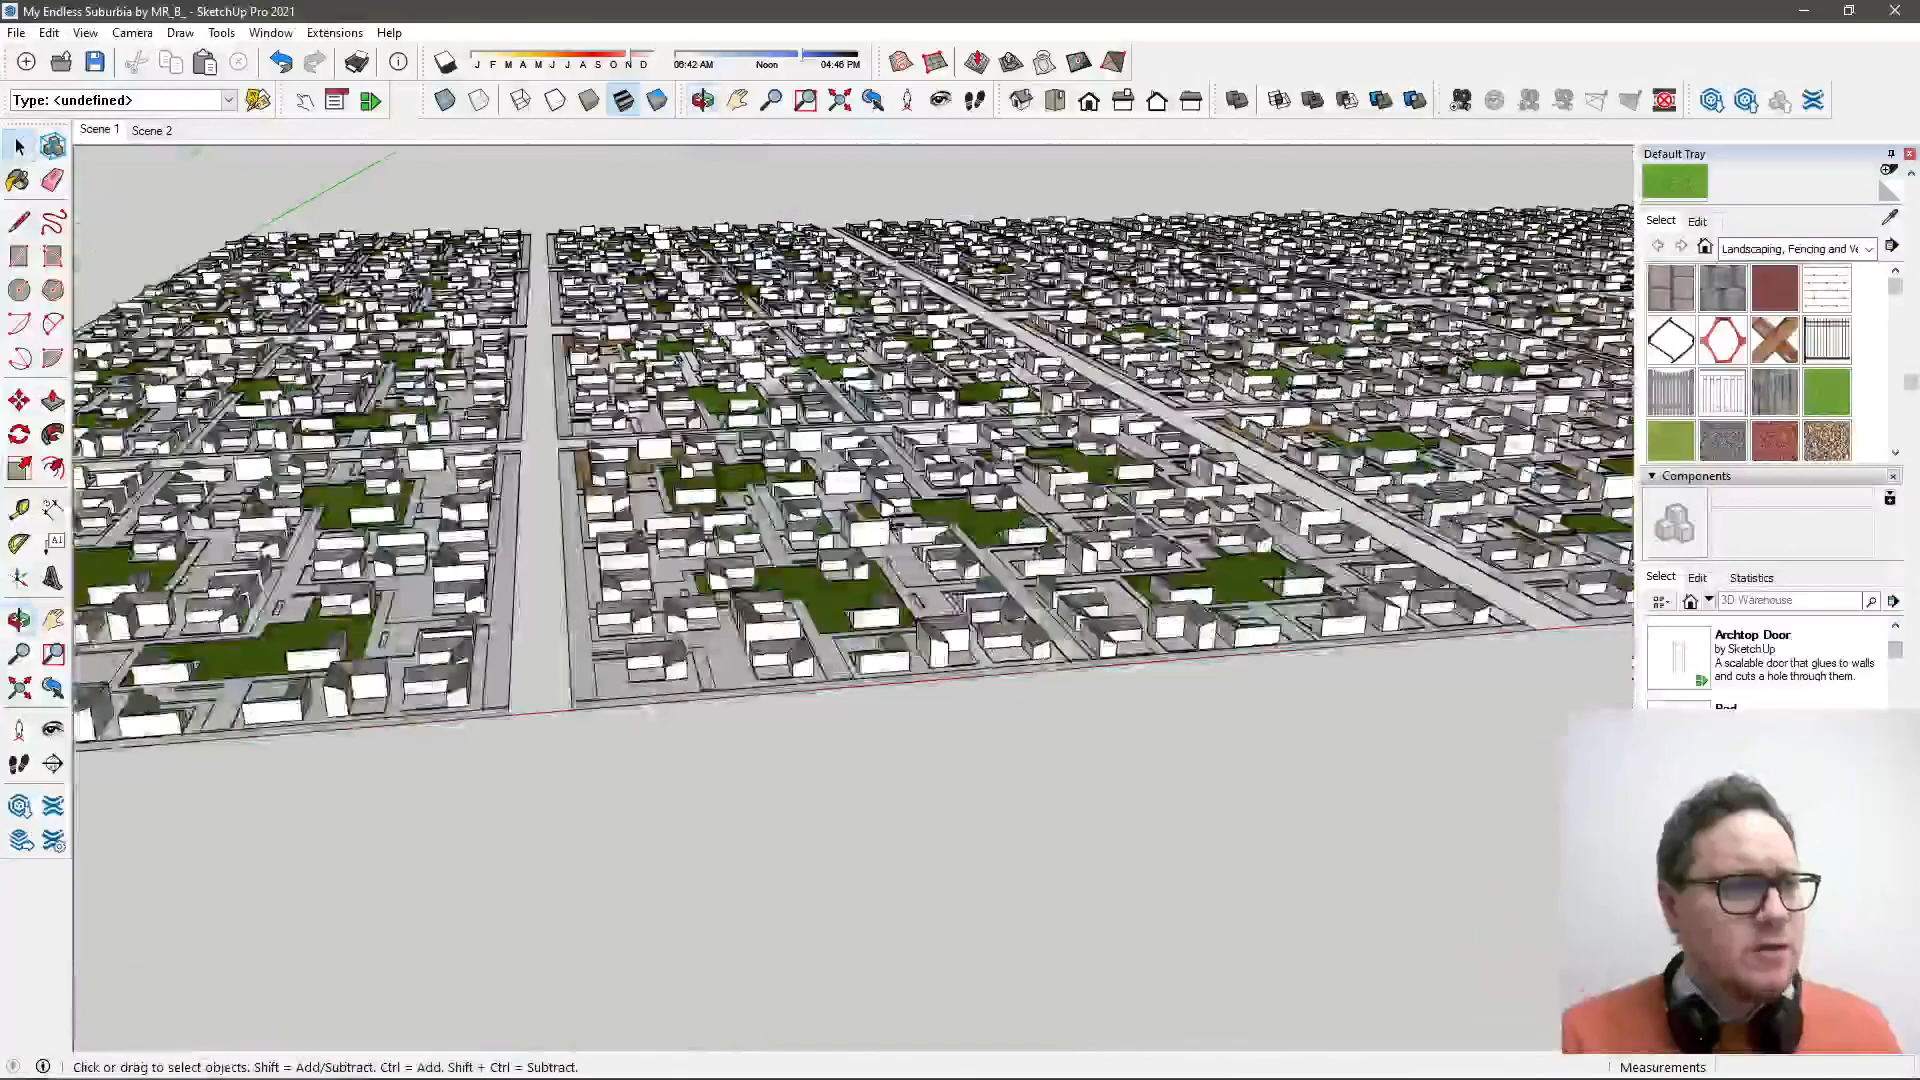 My Endless Suburbia by MR_B_ - SketchUp Pro 2021
File Edit View Camera Draw Tools Window Extensions Help
J F M A M J J A S O N D
06:42 AM Noon 04:46 PM
Type: <undefined>
Scene 1 Scene 2
Default Tray
Select Edit
Landscaping, Fencing and Ve
Components
Select Edit Statistics
3D Warehouse
Archtop Door
by SketchUp
A scalable door that glues to walls
and cuts a hole through them.
A1
Click or drag to select objects. Shift = Add/Subtract. Ctrl = Add. Shift + Ctrl = Subtract.
Measurements